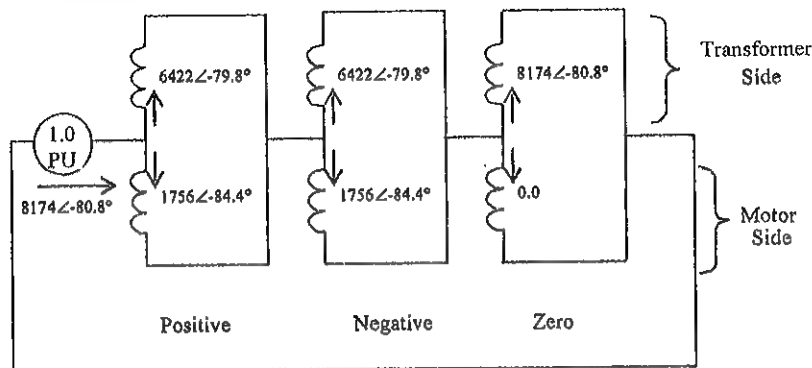 6422∠-79.8°
6422∠-79.8°
8174∠-80.8°
Transformer
Side
1.0
PU
8174∠-80.8°
1756∠-84.4°
1756∠-84.4°
0.0
Motor
Side
Positive
Negative
Zero